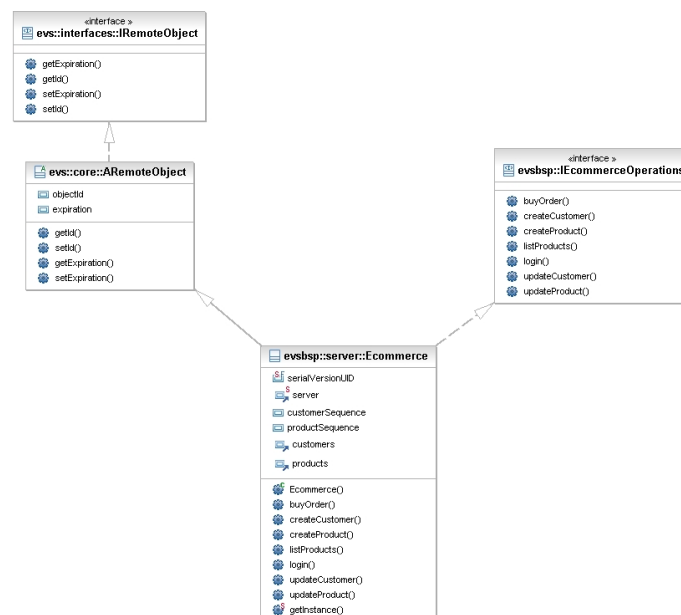 «interface »
evs::interfaces::IRemoteObject
getExpiration()
getId()
setExpiration()
setId()
evs::core::ARemoteObject
objectId
expiration
getId()
setId()
getExpiration()
setExpiration()
«interface »
evsbsp::IEcommerceOperations
buyOrder()
createCustomer()
createProduct()
listProducts()
login()
updateCustomer()
updateProduct()
evsbsp::server::Ecommerce
serialVersionUID
server
customerSequence
productSequence
customers
products
Ecommerce()
buyOrder()
createCustomer()
createProduct()
listProducts()
login()
updateCustomer()
updateProduct()
getInstance()